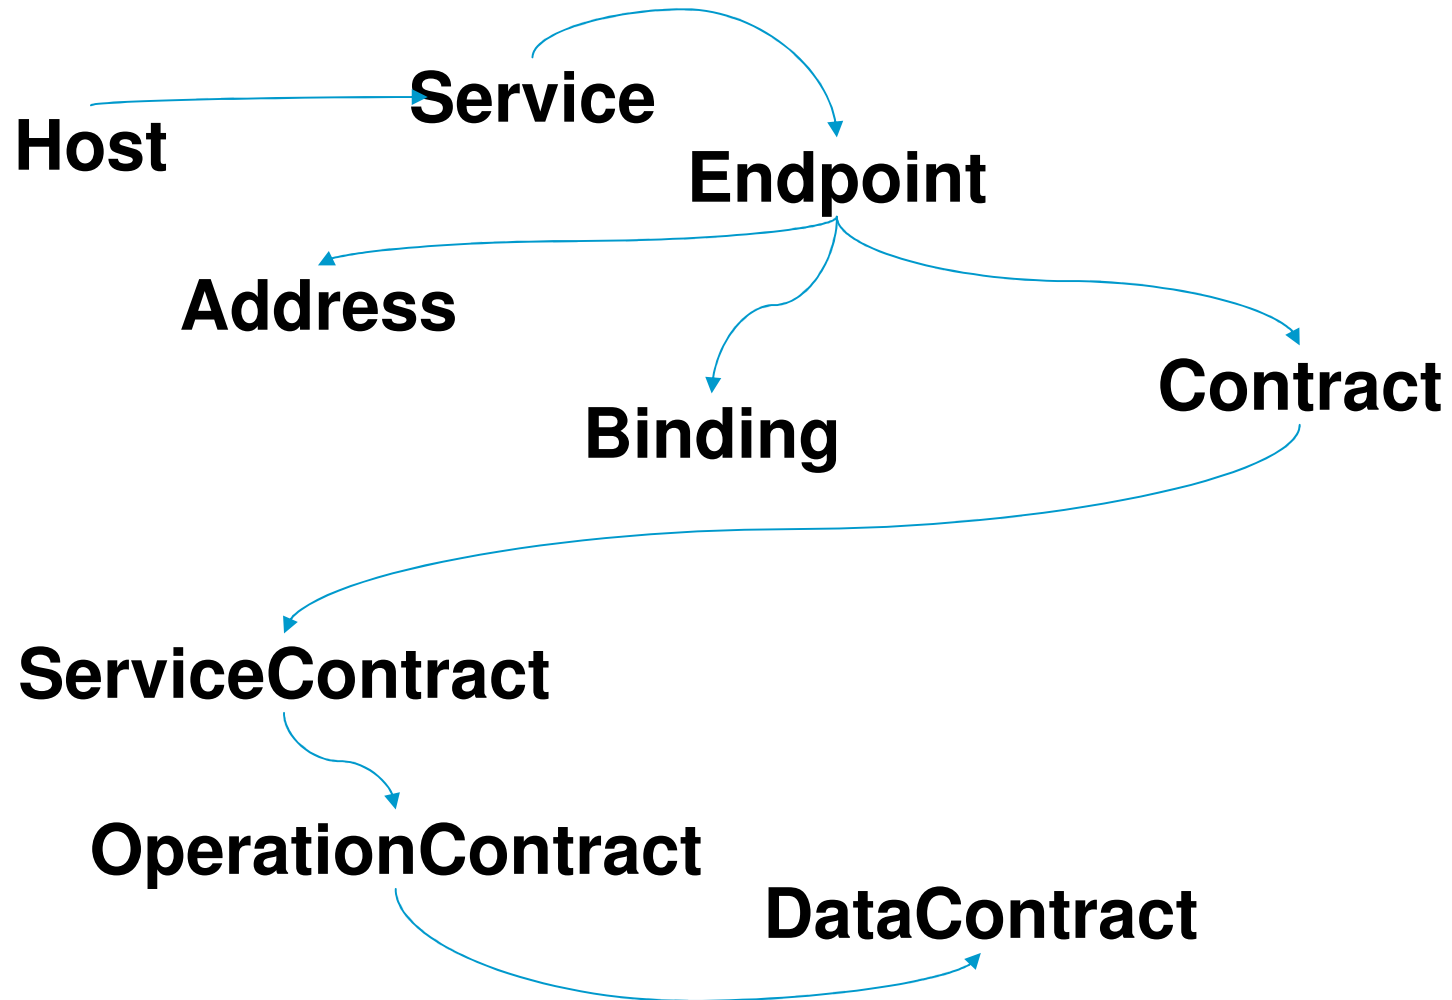 Service
Host
Endpoint
Address
Contract
Binding
ServiceContract
OperationContract
DataContract